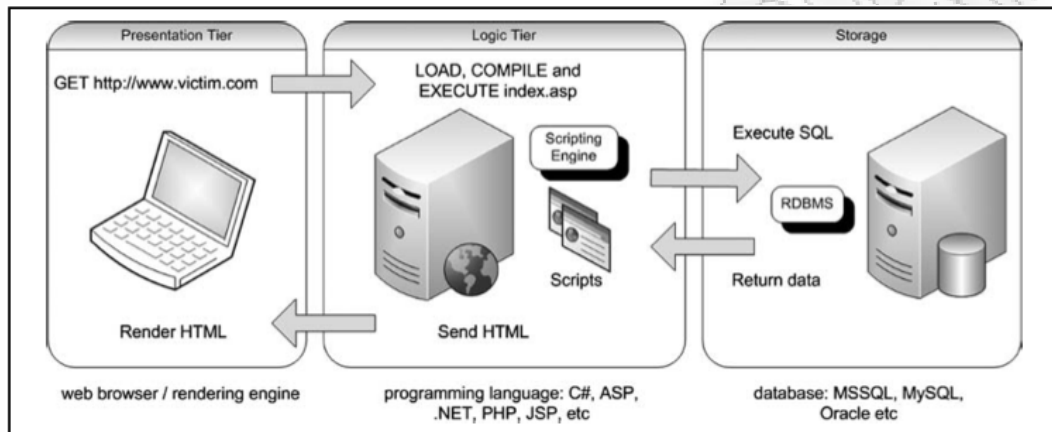 Presentation Tier
GET http://www.victim.com
Render HTML
web browser / rendering engine
Logic Tier
LOAD, COMPILE and
EXECUTE index.asp
Scripting
Engine
Scripts
Send HTML
programming language: C#, ASP,
.NET, PHP, JSP, etc
Storage
Execute SQL
RDBMS
Return data
database: MSSQL, MySQL,
Oracle etc